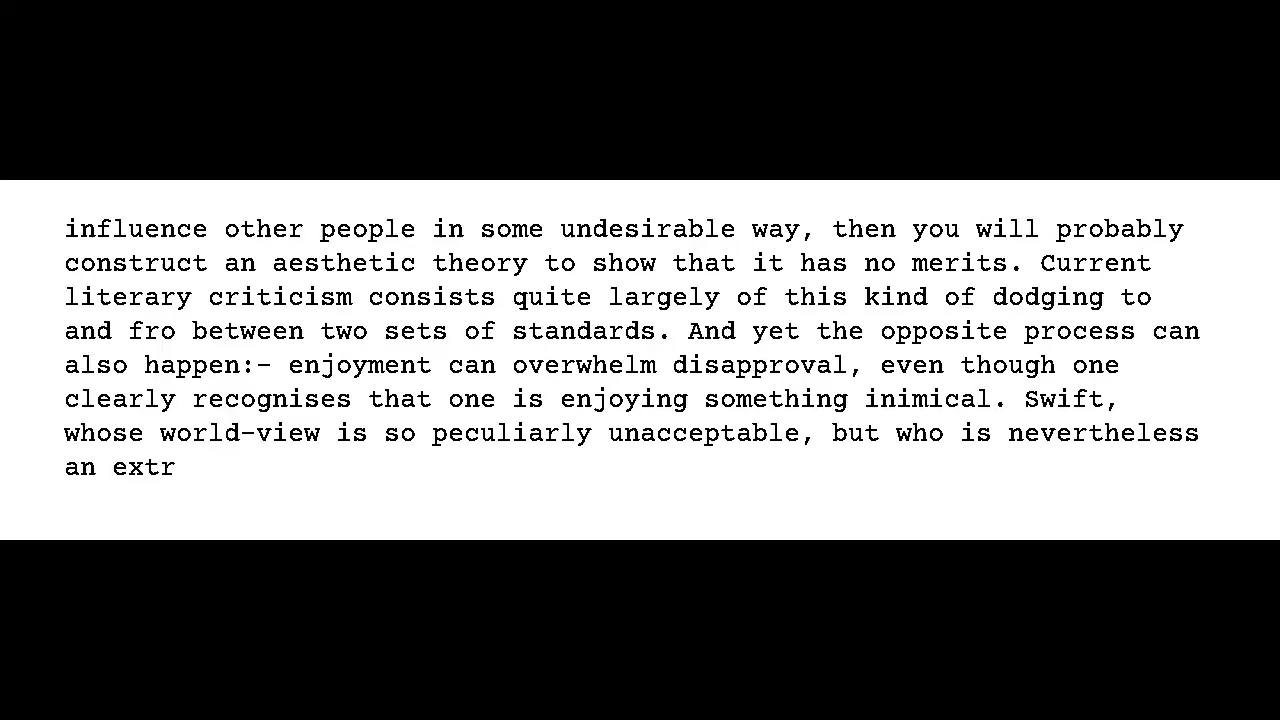 influence other people in some undesirable way, then you will probably
construct an aesthetic theory to show that it has no merits. Current
literary criticism consists quite largely of this kind of dodging to
and fro between two sets of standards. And yet the opposite process can
also happen:- enjoyment can overwhelm disapproval, even though one
clearly recognises that one is enjoying something inimical. Swift,
whose world-view is so peculiarly unacceptable, but who is nevertheless
an extr